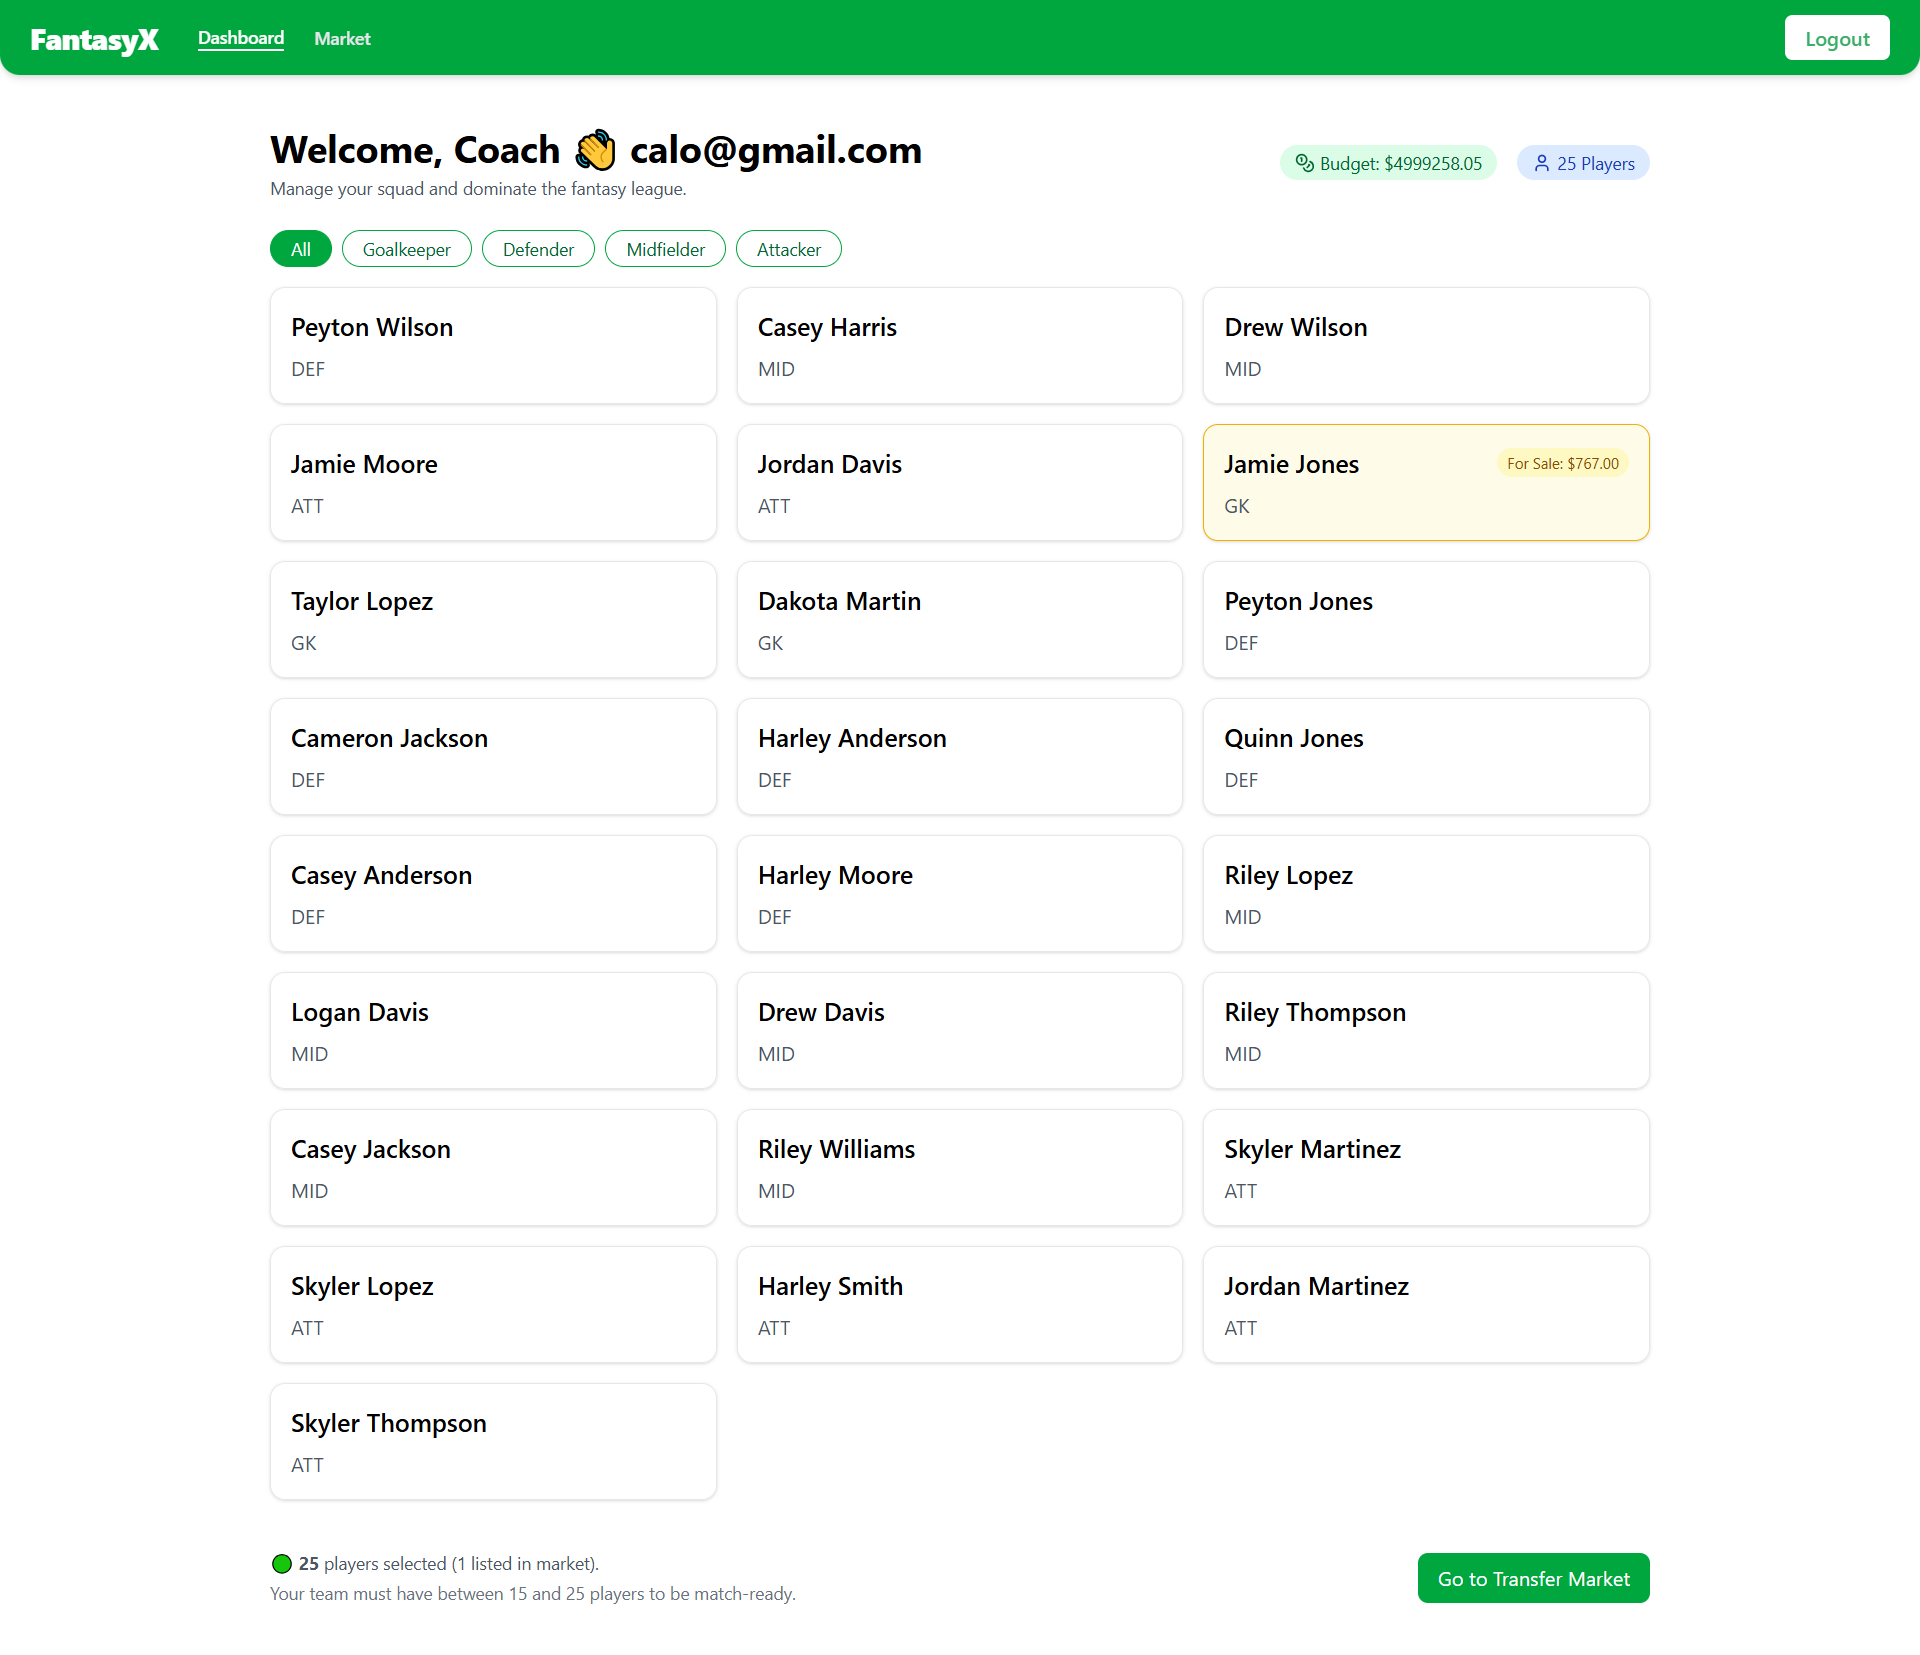 FantasyX Dashboard Market Logout
Welcome, Coach 👋 calo@gmail.com
Manage your squad and dominate the fantasy league.
Budget: $4999258.05 25 Players
All Goalkeeper Defender Midfielder Attacker
Peyton Wilson
DEF
Casey Harris
MID
Drew Wilson
MID
Jamie Moore
ATT
Jordan Davis
ATT
Jamie Jones For Sale: $767.00
GK
Taylor Lopez
GK
Dakota Martin
GK
Peyton Jones
DEF
Cameron Jackson
DEF
Harley Anderson
DEF
Quinn Jones
DEF
Casey Anderson
DEF
Harley Moore
DEF
Riley Lopez
MID
Logan Davis
MID
Drew Davis
MID
Riley Thompson
MID
Casey Jackson
MID
Riley Williams
MID
Skyler Martinez
ATT
Skyler Lopez
ATT
Harley Smith
ATT
Jordan Martinez
ATT
Skyler Thompson
ATT
25 players selected (1 listed in market).
Your team must have between 15 and 25 players to be match-ready.
Go to Transfer Market